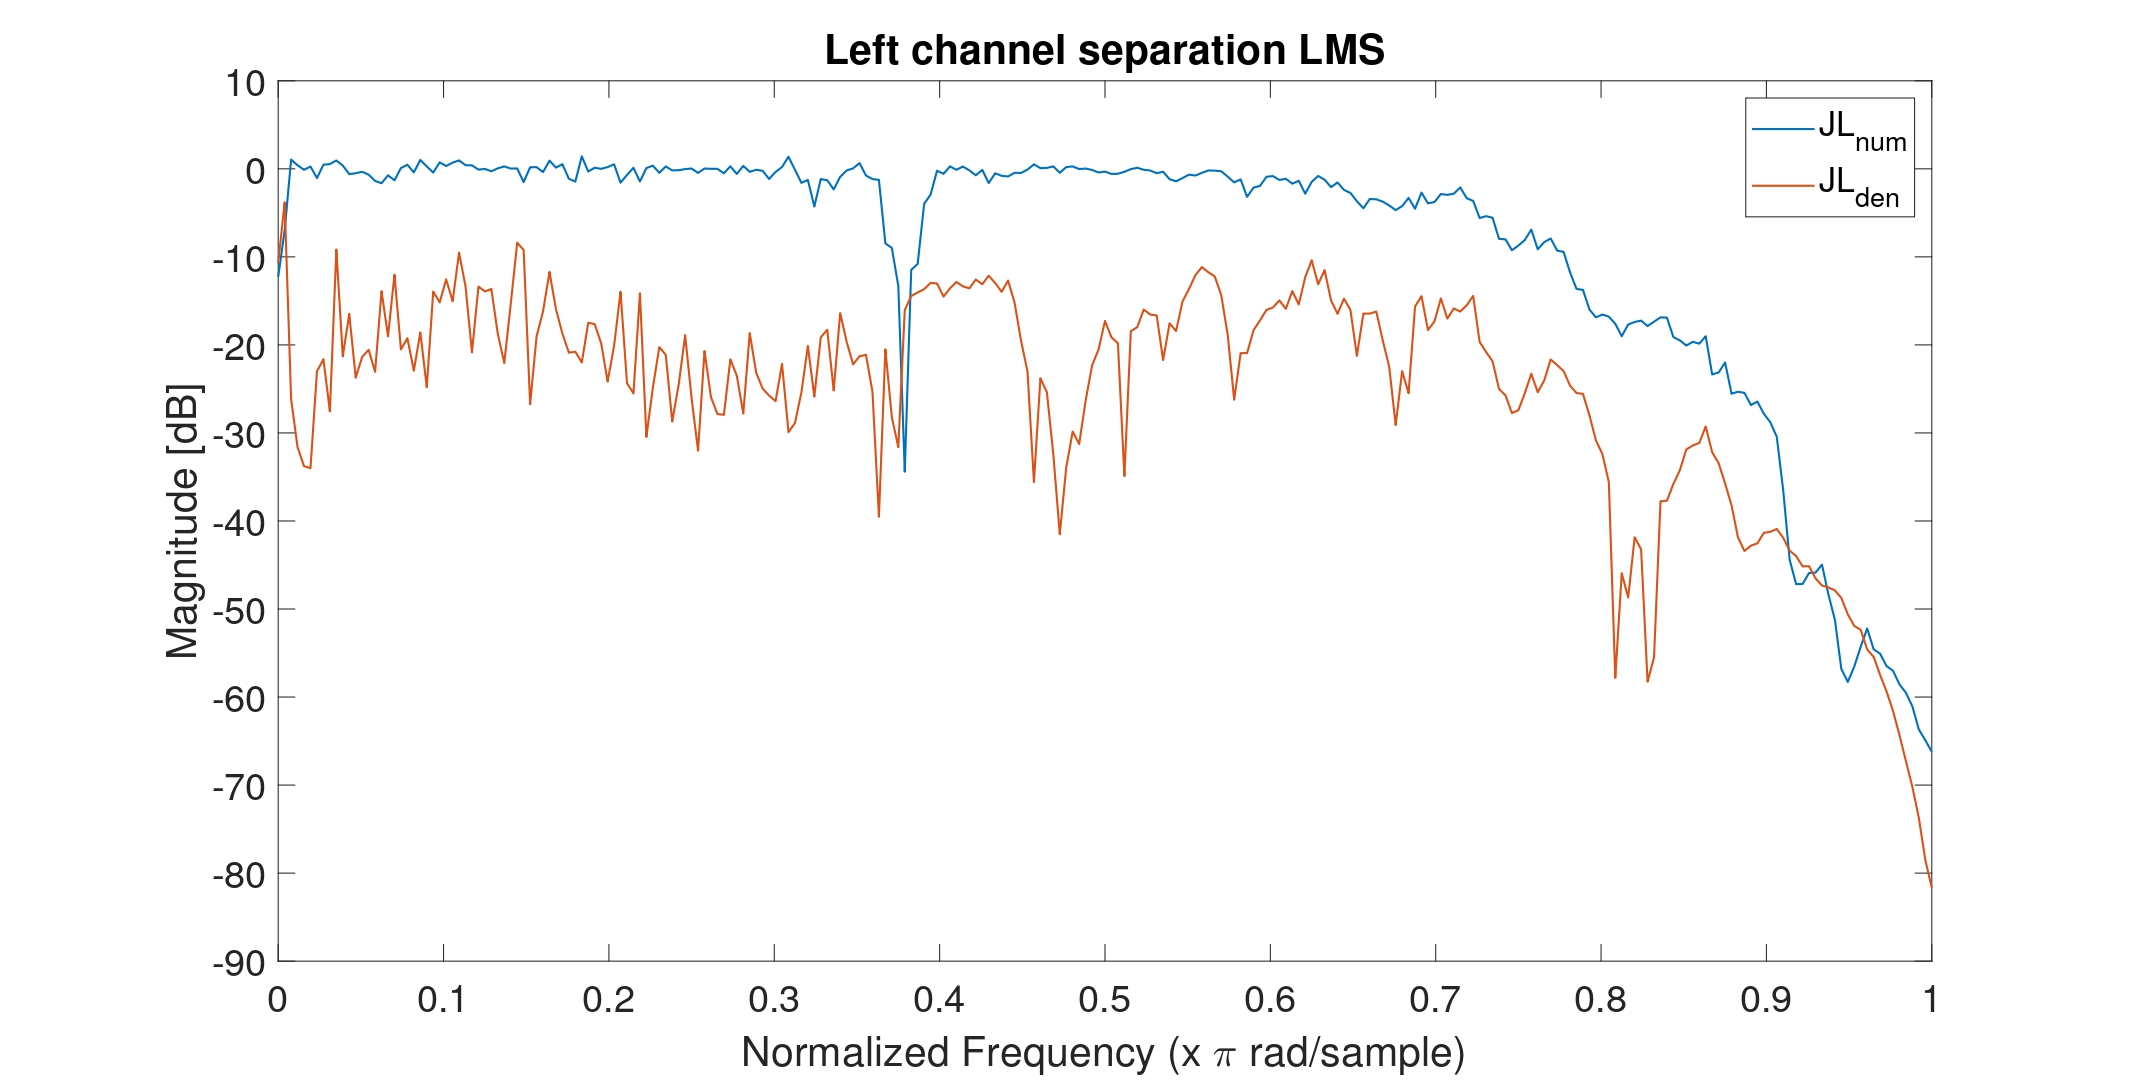 Left channel separation LMS
10
0
-10
-20
-30
-40
-50
-60
-70
-80
-90
Magnitude [dB]
JL_num
JL_den
0 0.1 0.2 0.3 0.4 0.5 0.6 0.7 0.8 0.9 1
Normalized Frequency (x π rad/sample)